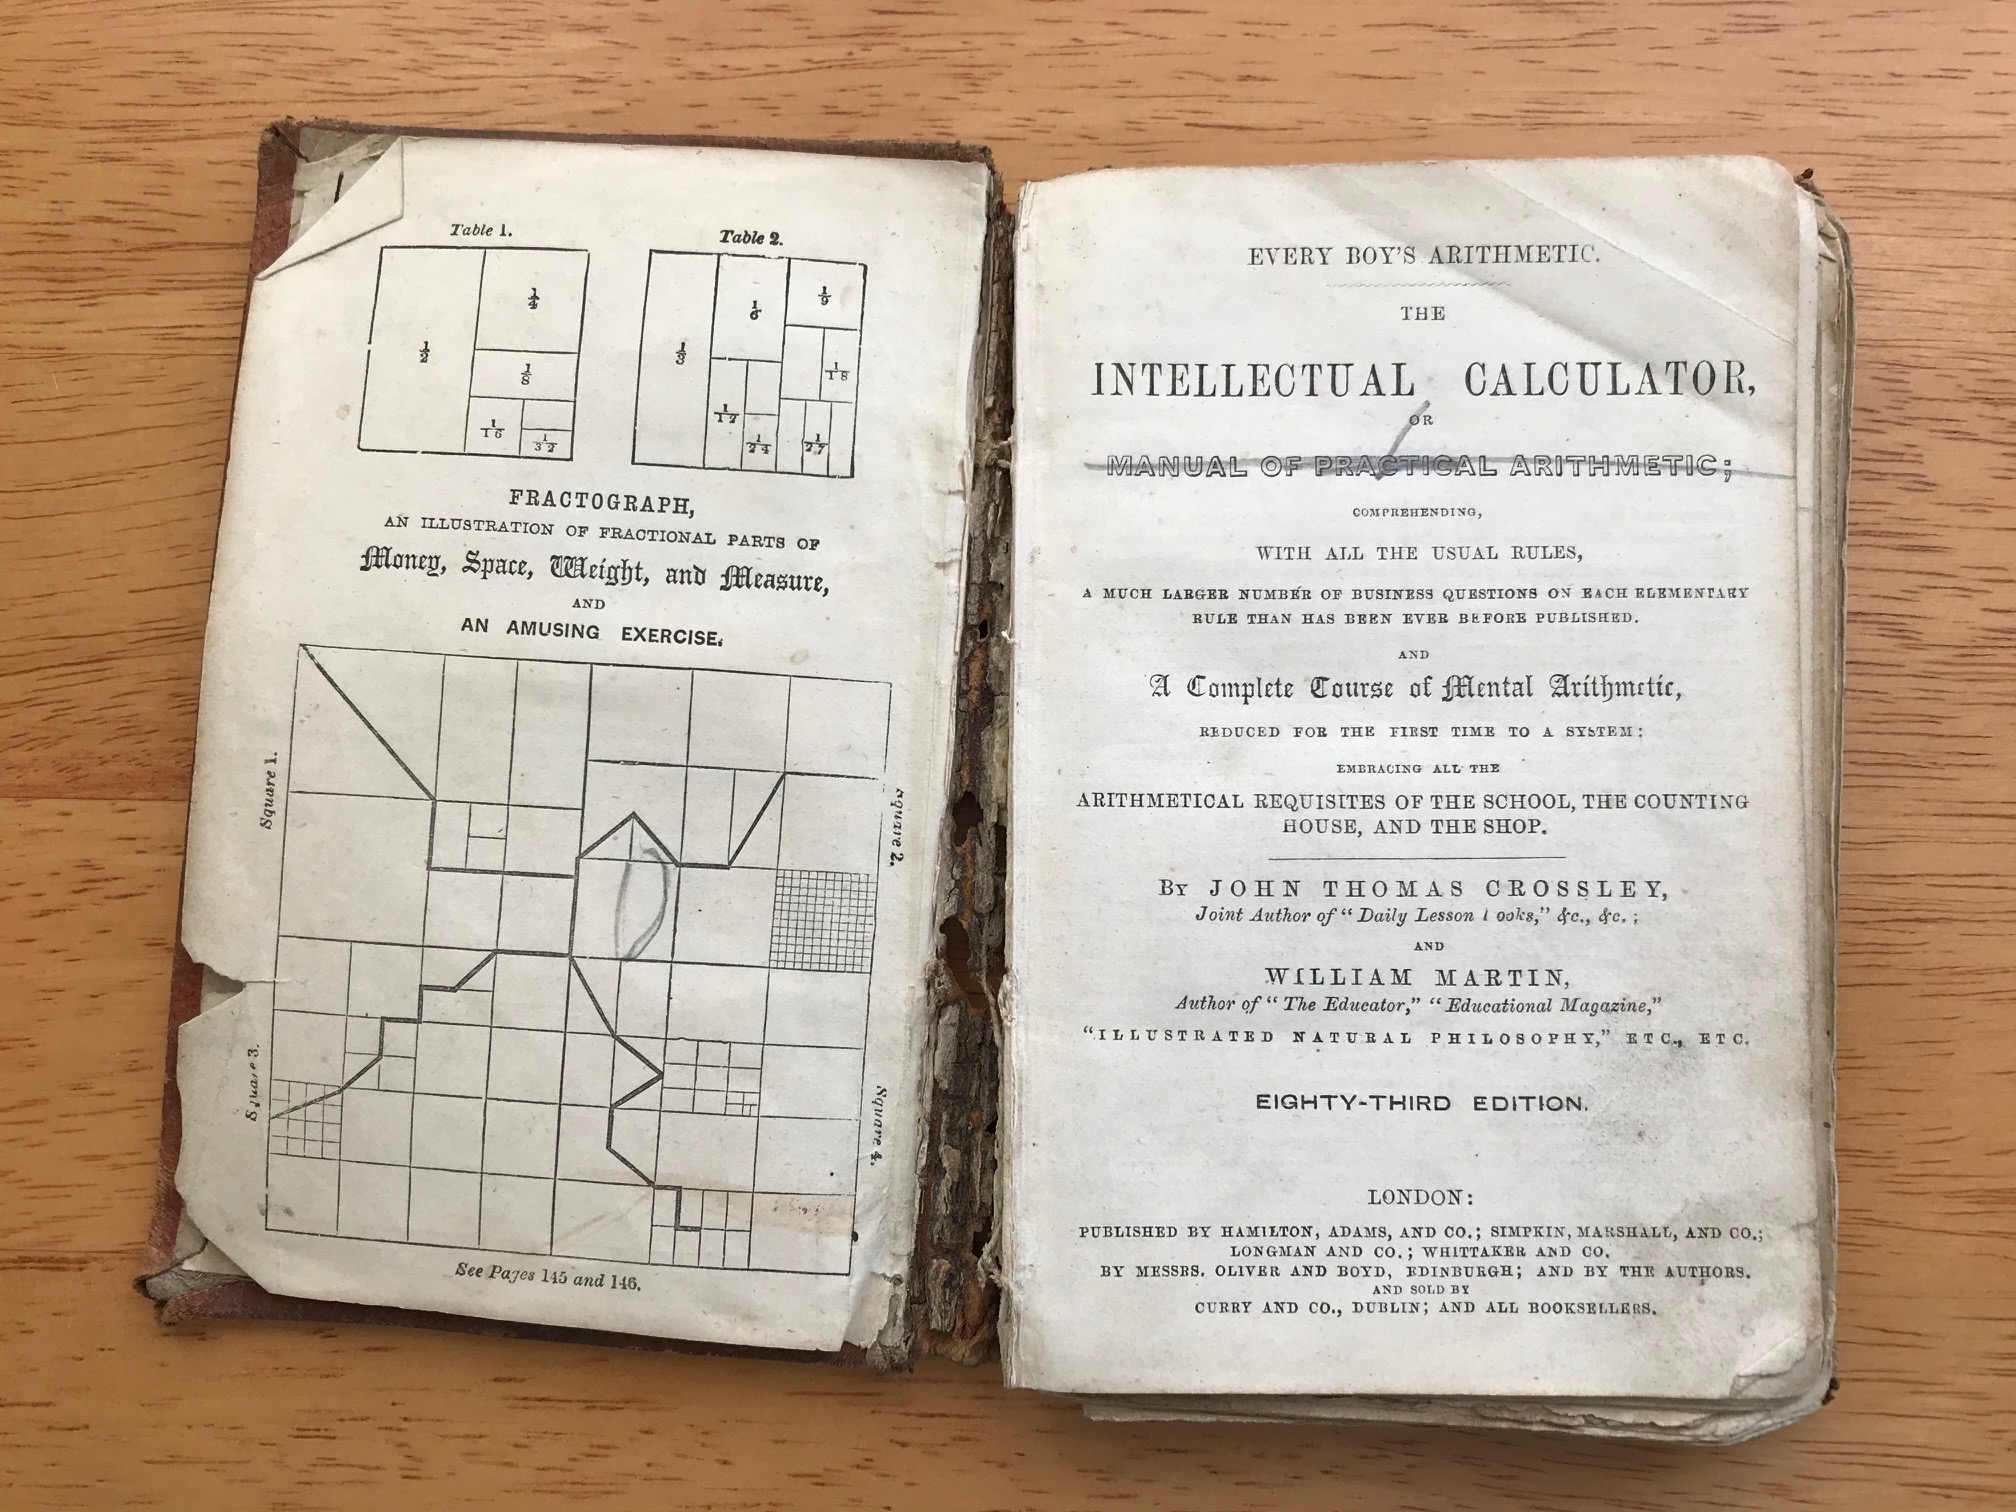 Table 1.
1/2
1/4
1/8
1/16
1/32
Table 2.
1/3
1/6
1/9
1/12
1/18
1/24
1/27
FRACTOGRAPH,
AN ILLUSTRATION OF FRACTIONAL PARTS OF
Money, Space, Weight, and Measure,
AND
AN AMUSING EXERCISE.
Square 1.
Square 2.
Square 3.
Square 4.
See Pages 145 and 146.
EVERY BOY'S ARITHMETIC.
THE
INTELLECTUAL CALCULATOR,
OR
MANUAL OF PRACTICAL ARITHMETIC;
COMPREHENDING,
WITH ALL THE USUAL RULES,
A MUCH LARGER NUMBER OF BUSINESS QUESTIONS ON EACH ELEMENTARY
RULE THAN HAS BEEN EVER BEFORE PUBLISHED.
AND
A Complete Course of Mental Arithmetic,
REDUCED FOR THE FIRST TIME TO A SYSTEM:
EMBRACING ALL THE
ARITHMETICAL REQUISITES OF THE SCHOOL, THE COUNTING
HOUSE, AND THE SHOP.
By JOHN THOMAS CROSSLEY,
Joint Author of "Daily Lesson Books," &c., &c.;
AND
WILLIAM MARTIN,
Author of "The Educator," "Educational Magazine,"
"ILLUSTRATED NATURAL PHILOSOPHY," ETC., ETC.
EIGHTY-THIRD EDITION.
LONDON:
PUBLISHED BY HAMILTON, ADAMS, AND CO.; SIMPKIN, MARSHALL, AND CO.;
LONGMAN AND CO.; WHITTAKER AND CO.
BY MESSRS. OLIVER AND BOYD, EDINBURGH; AND BY THE AUTHORS.
AND SOLD BY
CURRY AND CO., DUBLIN; AND ALL BOOKSELLERS.